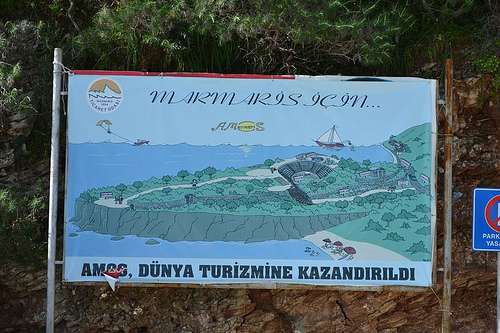 MARMARİS İÇİN...
AMOS
AMOS, DÜNYA TURİZMİNE KAZANDIRILDI
PARK
YASA